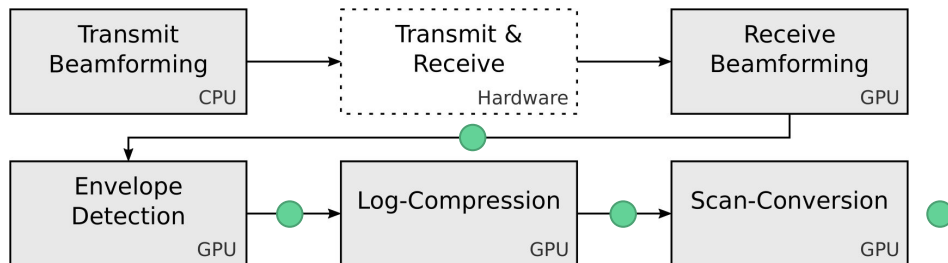 Transmit
Beamforming
CPU
Transmit &
Receive
Hardware
Receive
Beamforming
GPU
Envelope
Detection
GPU
Log-Compression
GPU
Scan-Conversion
GPU